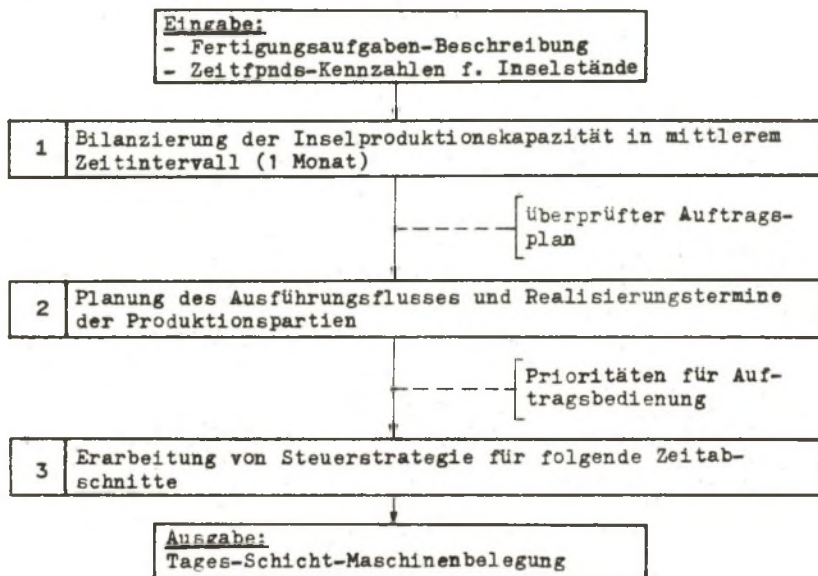 Eingabe:
- Fertigungsaufgaben-Beschreibung
- Zeitfpnds-Kennzahlen f. Inselstände
1 Bilanzierung der Inselproduktionskapazität in mittlerem
Zeitintervall (1 Monat)
überprüfter Auftrags-
plan
2 Planung des Ausführungsflusses und Realisierungstermine
der Produktionspartien
Prioritäten für Auf-
tragsbedienung
3 Erarbeitung von Steuerstrategie für folgende Zeitab-
schnitte
Ausgabe:
Tages-Schicht-Maschinenbelegung